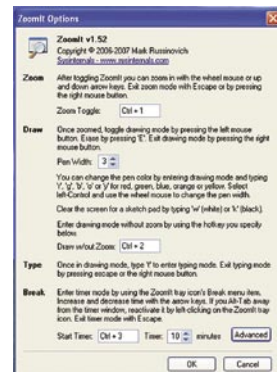 ZoomIt Options
ZoomIt v1.52
Copyright © 2006-2007 Mark Russinovich
Sysinternals - www.sysinternals.com
Zoom
After toggling ZoomIt you can zoom in with the mouse wheel or up
and down arrow keys. Exit zoom mode with Escape or by pressing
the right mouse button.
Zoom Toggle: Ctrl + 1
Draw
Once zoomed, toggle drawing mode by pressing the left mouse
button. Erase by pressing 'E'. Exit drawing mode by pressing the right
mouse button.
Pen Width: 3
You can change the pen color by entering drawing mode and typing
'r', 'g', 'b', 'o' or 'y' for red, green, blue, orange or yellow. Select
left-Control and use the wheel mouse to change the pen width.
Clear the screen for a sketch pad by typing 'w' (white) or 'k' (black).
Enter drawing mode without zoom by using the hotkey you specify
below.
Draw w/out Zoom: Ctrl + 2
Type
Once in drawing mode, type 't' to enter typing mode. Exit typing mode
by pressing escape or the right mouse button.
Break
Enter timer mode by using the ZoomIt tray icon's Break menu item.
Increase and decrease time with the arrow keys. If you Alt-Tab away
from the timer window, reactivate it by left clicking on the ZoomIt tray
icon. Exit timer mode with Escape.
Start Timer: Ctrl + 3 Timer: 10 minutes Advanced
OK Cancel